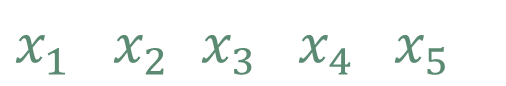 x₁ x₂ x₃ x₄ x₅